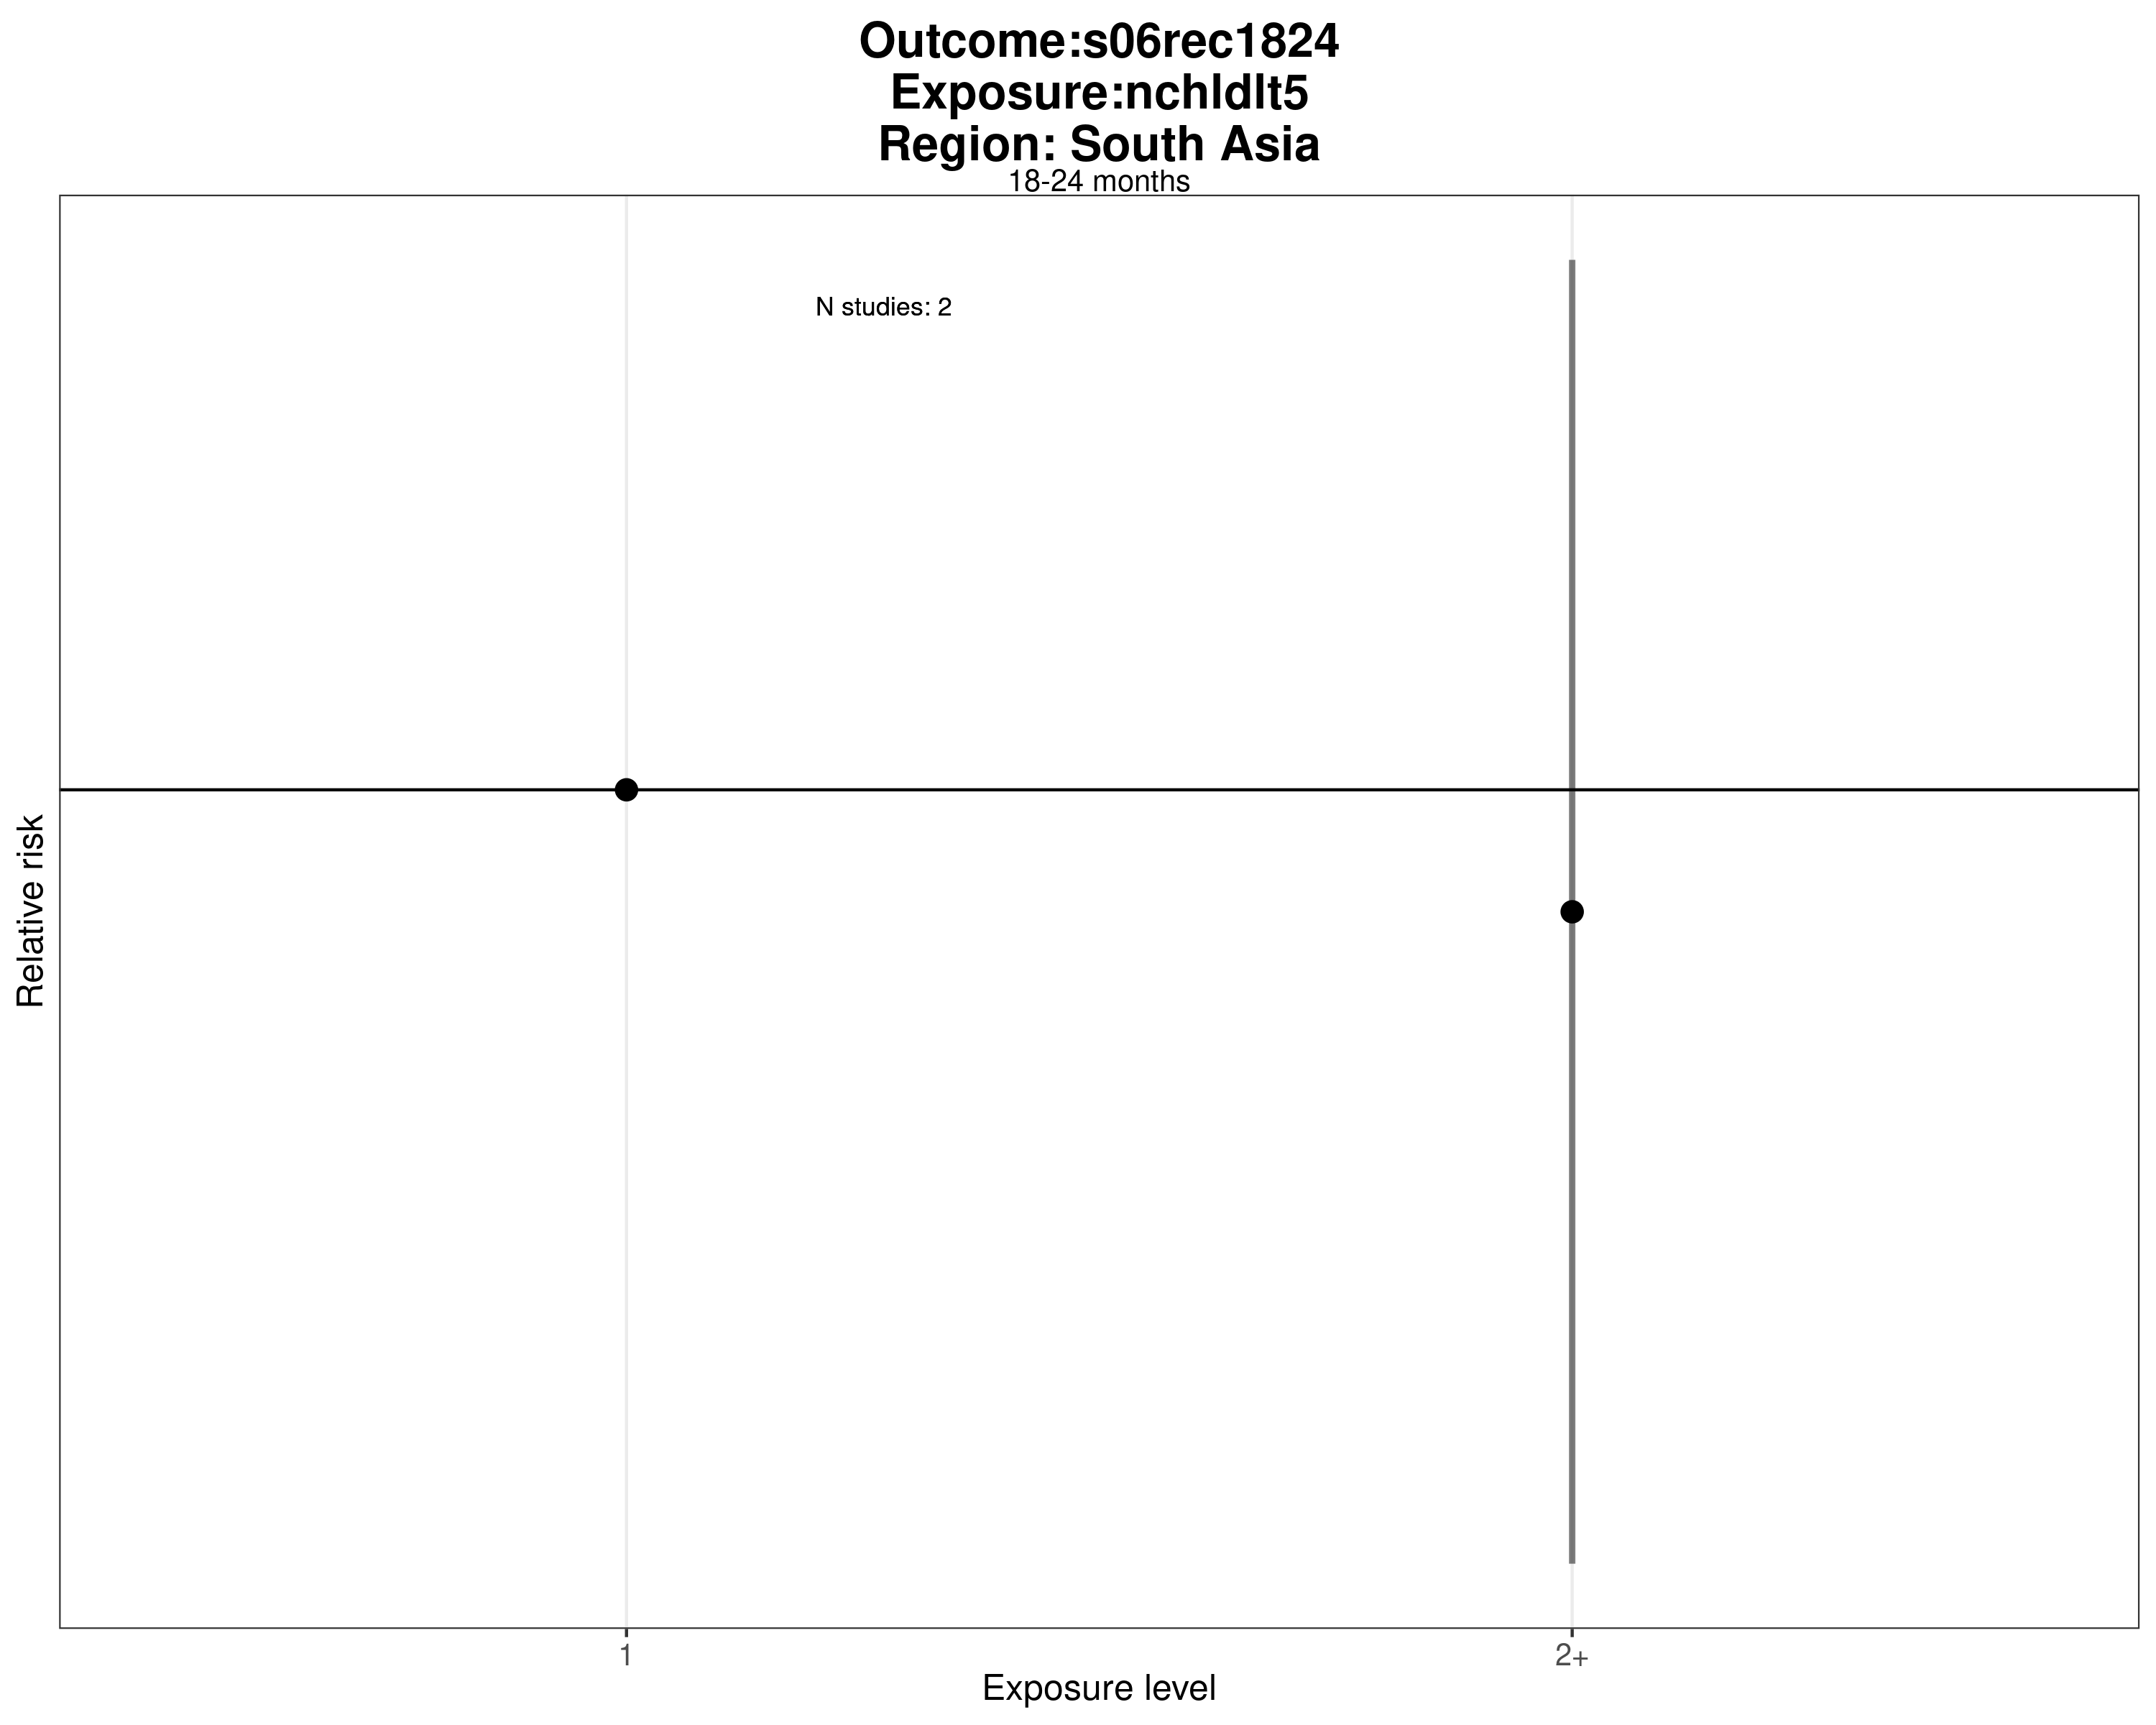 Outcome:s06rec1824
Exposure:nchldlt5
Region: South Asia
18-24 months
N studies: 2
Relative risk
1
2+
Exposure level